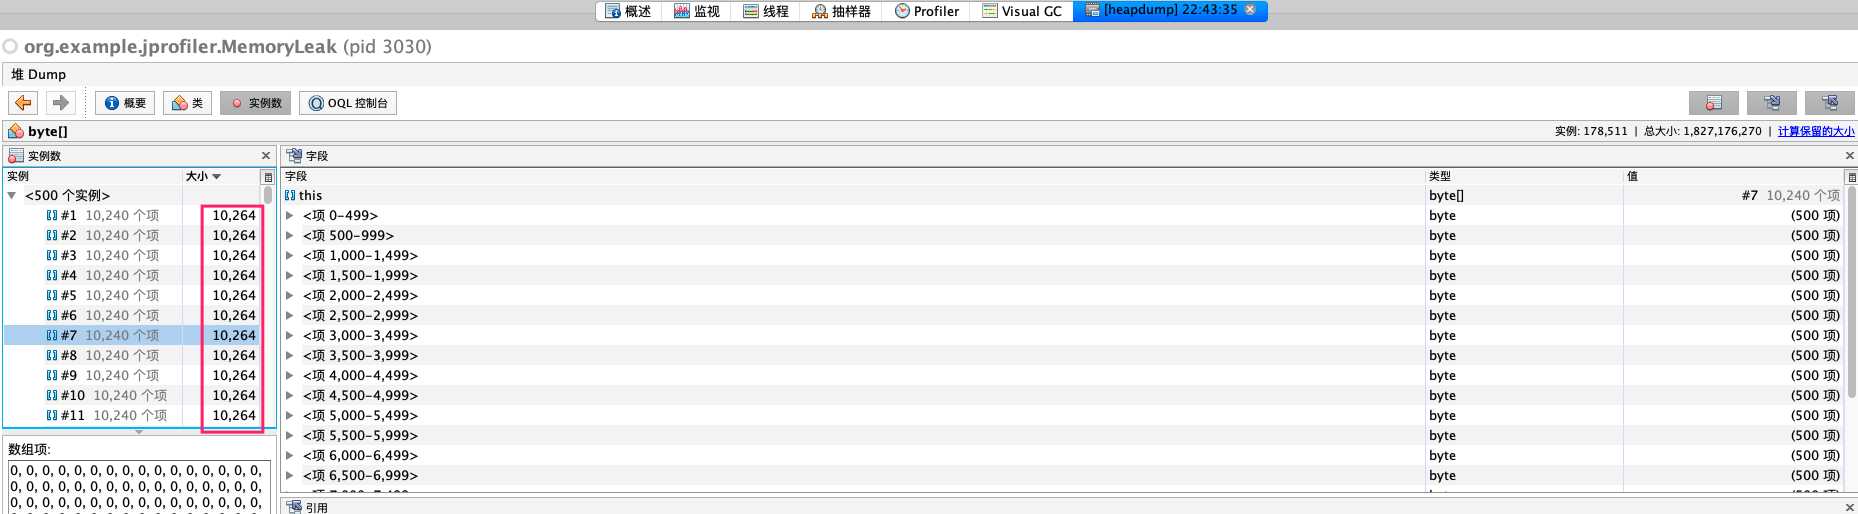 概述 监视 线程 抽样器 Profiler Visual GC [heapdump] 22:43:35
org.example.jprofiler.MemoryLeak (pid 3030)
堆 Dump
概要 类 实例数 OQL 控制台
byte[] 实例: 178,511 | 总大小: 1,827,176,270 | 计算保留的大小
实例数 字段
实例 大小 字段 类型 值
<500 个实例> this byte[] #7 10,240 个项
#1 10,240 个项 10,264 <项 0-499> byte (500 项)
#2 10,240 个项 10,264 <项 500-999> byte (500 项)
#3 10,240 个项 10,264 <项 1,000-1,499> byte (500 项)
#4 10,240 个项 10,264 <项 1,500-1,999> byte (500 项)
#5 10,240 个项 10,264 <项 2,000-2,499> byte (500 项)
#6 10,240 个项 10,264 <项 2,500-2,999> byte (500 项)
#7 10,240 个项 10,264 <项 3,000-3,499> byte (500 项)
#8 10,240 个项 10,264 <项 3,500-3,999> byte (500 项)
#9 10,240 个项 10,264 <项 4,000-4,499> byte (500 项)
#10 10,240 个项 10,264 <项 4,500-4,999> byte (500 项)
#11 10,240 个项 10,264 <项 5,000-5,499> byte (500 项)
<项 5,500-5,999> byte (500 项)
数组项: <项 6,000-6,499> byte (500 项)
0, 0, 0, 0, 0, 0, 0, 0, 0, 0, 0, 0, 0, 0, 0, 0, <项 6,500-6,999> byte (500 项)
0, 0, 0, 0, 0, 0, 0, 0, 0, 0, 0, 0, 0, 0, 0, 0,
0, 0, 0, 0, 0, 0, 0, 0, 0, 0, 0, 0, 0, 0, 0, 0, 引用